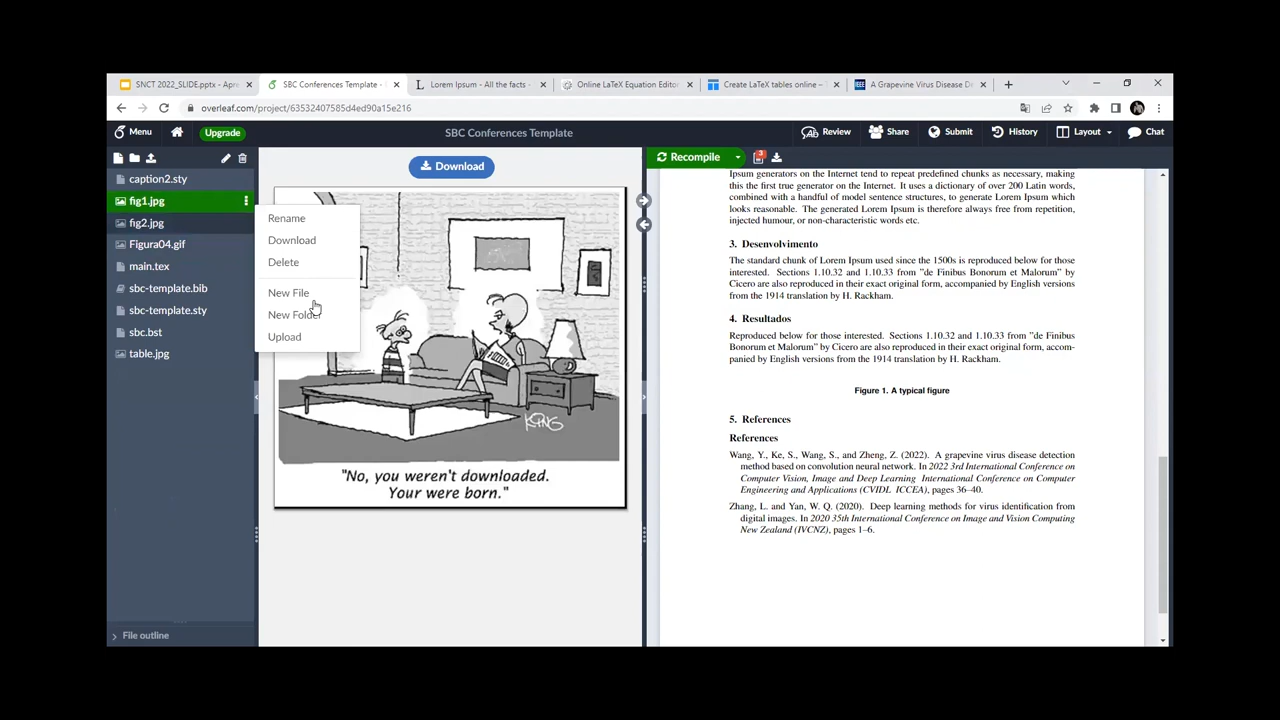 SNCT 2022_SLIDE.pptx - Apre
SBC Conferences Template -
Lorem Ipsum - All the facts -
Online LaTeX Equation Editor
Create LaTeX tables online –
A Grapevine Virus Disease De
overleaf.com/project/63532407585d4ed90a15e216
Menu
Upgrade
SBC Conferences Template
Review
Share
Submit
History
Layout
Chat
Download
Recompile
3
caption2.sty
fig1.jpg
fig2.jpg
Figura04.gif
main.tex
sbc-template.bib
sbc-template.sty
sbc.bst
table.jpg
File outline
Rename
Download
Delete
New File
New Folder
Upload
KING
"No, you weren't downloaded.
Your were born."
Ipsum generators on the Internet tend to repeat predefined chunks as necessary, making
this the first true generator on the Internet. It uses a dictionary of over 200 Latin words,
combined with a handful of model sentence structures, to generate Lorem Ipsum which
looks reasonable. The generated Lorem Ipsum is therefore always free from repetition,
injected humour, or non-characteristic words etc.
3. Desenvolvimento
The standard chunk of Lorem Ipsum used since the 1500s is reproduced below for those
interested. Sections 1.10.32 and 1.10.33 from "de Finibus Bonorum et Malorum" by
Cicero are also reproduced in their exact original form, accompanied by English versions
from the 1914 translation by H. Rackham.
4. Resultados
Reproduced below for those interested. Sections 1.10.32 and 1.10.33 from "de Finibus
Bonorum et Malorum" by Cicero are also reproduced in their exact original form, accom-
panied by English versions from the 1914 translation by H. Rackham.
Figure 1. A typical figure
5. References
References
Wang, Y., Ke, S., Wang, S., and Zheng, Z. (2022). A grapevine virus disease detection
method based on convolution neural network. In 2022 3rd International Conference on
Computer Vision, Image and Deep Learning International Conference on Computer
Engineering and Applications (CVIDL ICCEA), pages 36–40.
Zhang, L. and Yan, W. Q. (2020). Deep learning methods for virus identification from
digital images. In 2020 35th International Conference on Image and Vision Computing
New Zealand (IVCNZ), pages 1–6.